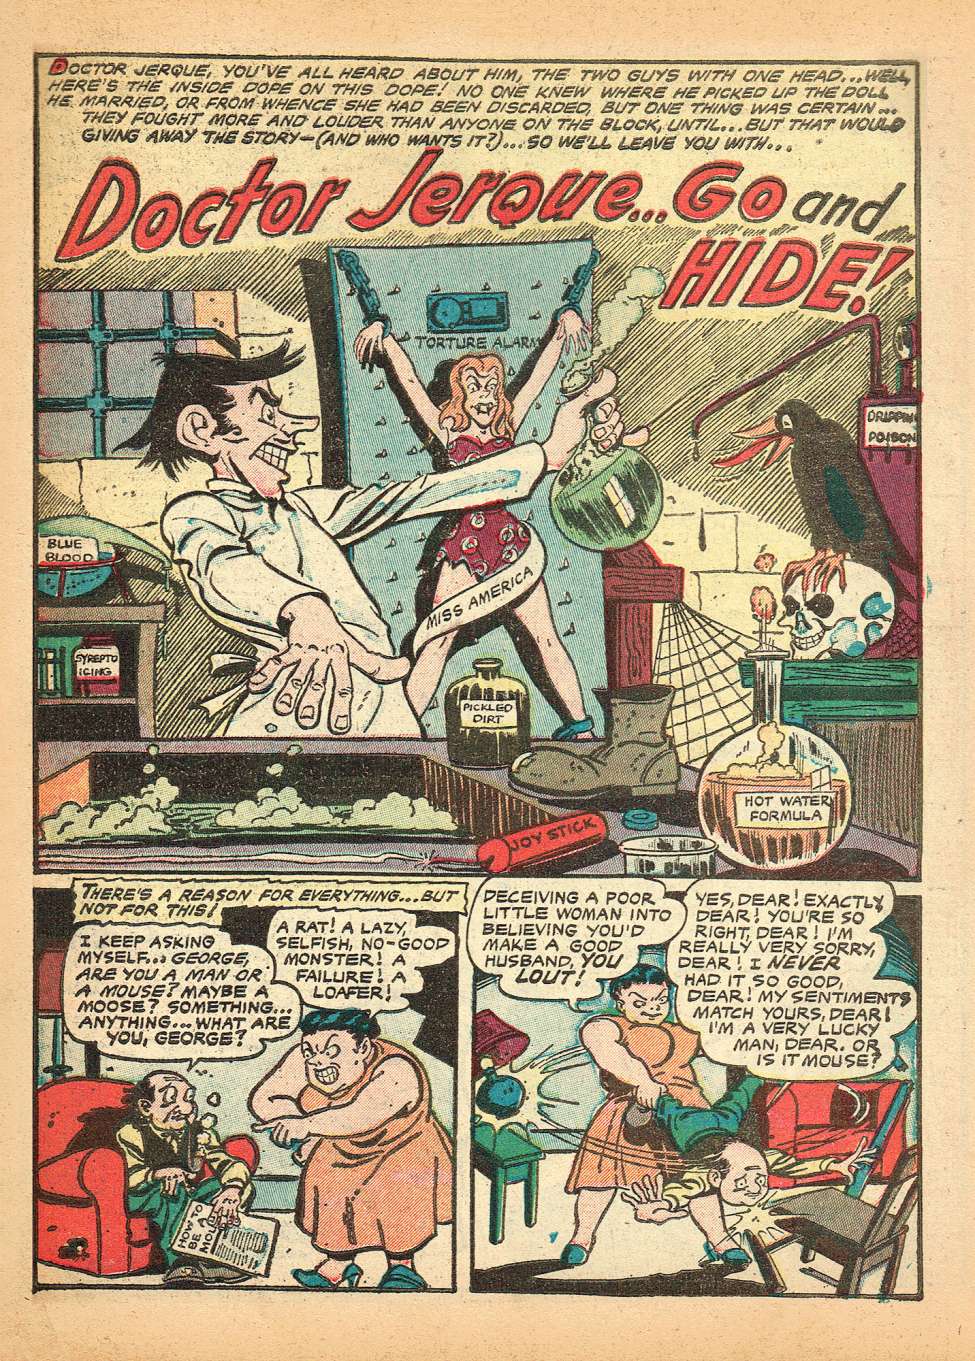 DOCTOR JERQUE, YOU'VE ALL HEARD ABOUT HIM, THE TWO GUYS WITH ONE HEAD...WELL,
HERE'S THE INSIDE DOPE ON THIS DOPE! NO ONE KNEW WHERE HE PICKED UP THE DOLL
HE MARRIED, OR FROM WHENCE SHE HAD BEEN DISCARDED, BUT ONE THING WAS CERTAIN...
THEY FOUGHT MORE AND LOUDER THAN ANYONE ON THE BLOCK, UNTIL...BUT THAT WOULD
GIVING AWAY THE STORY-(AND WHO WANTS IT?)...SO WE'LL LEAVE YOU WITH...
Doctor Jerque... Go and
HIDE!
TORTURE ALARM
DRIPPING
POISON
BLUE
BLOOD
MISS AMERICA
SYREPTO
ICING
PICKLED
DIRT
HOT WATER
FORMULA
JOY STICK
THERE'S A REASON FOR EVERYTHING...BUT
NOT FOR THIS!
I KEEP ASKING
MYSELF... GEORGE,
ARE YOU A MAN OR
A MOUSE? MAYBE A
MOOSE? SOMETHING...
ANYTHING...WHAT ARE
YOU, GEORGE?
A RAT! A LAZY,
SELFISH, NO-GOOD
MONSTER! A
FAILURE! A
LOAFER!
HOW TO
BE A
MOUSE
DECEIVING A POOR
LITTLE WOMAN INTO
BELIEVING YOU'D
MAKE A GOOD
HUSBAND, YOU
LOUT!
YES, DEAR! EXACTLY,
DEAR! YOU'RE SO
RIGHT, DEAR! I'M
REALLY VERY SORRY,
DEAR! I NEVER
HAD IT SO GOOD,
DEAR! MY SENTIMENTS
MATCH YOURS, DEAR!
I'M A VERY LUCKY
MAN, DEAR. OR
IS IT MOUSE?